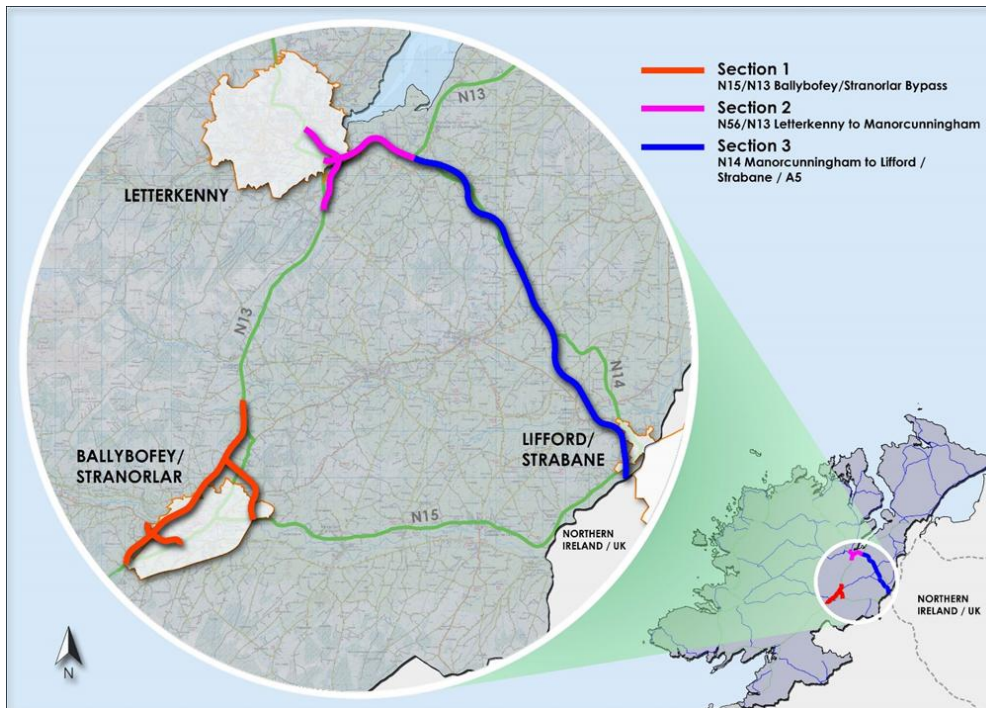 Section 1
N15/N13 Ballybofey/Stranorlar Bypass
Section 2
N56/N13 Letterkenny to Manorcunningham
Section 3
N14 Manorcunningham to Lifford /
Strabane / A5
N13
LETTERKENNY
N13
N14
BALLYBOFEY/
STRANORLAR
LIFFORD/
STRABANE
N15
NORTHERN
IRELAND / UK
NORTHERN
IRELAND / UK
N